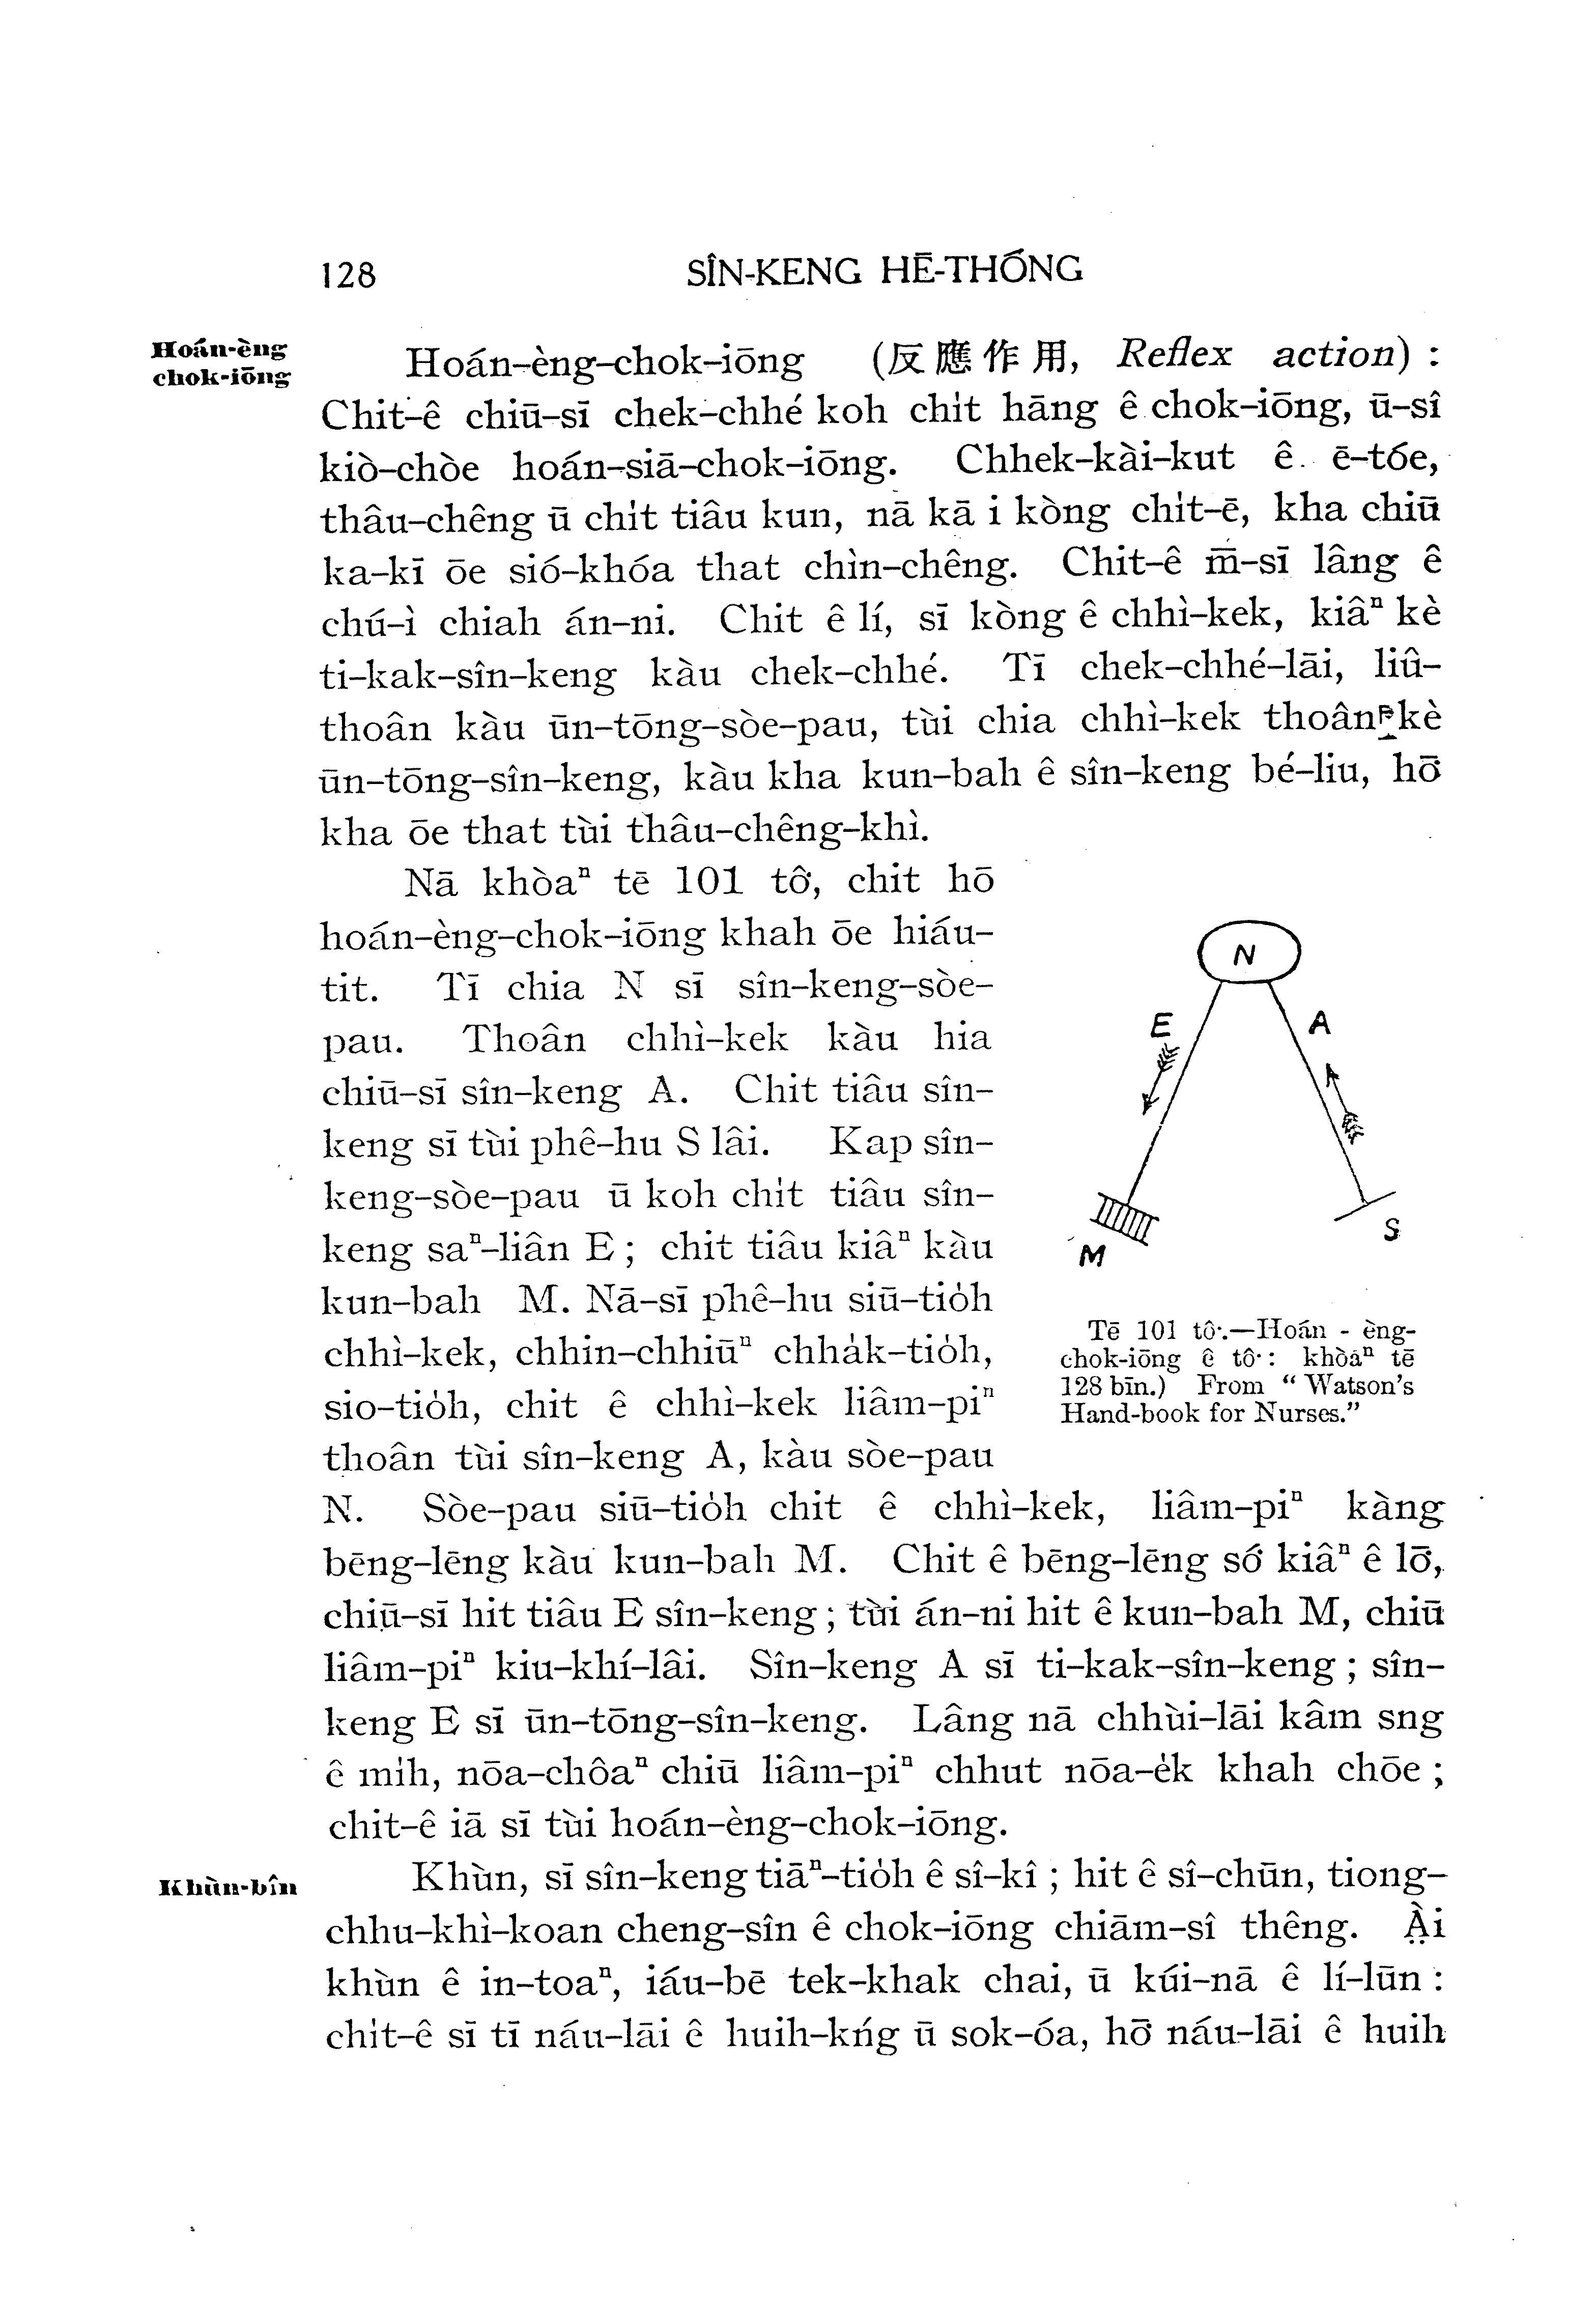 128 SÎN-KENG HĒ-THÓNG
Hoán-èng
chok-iōng
Hoán-èng-chok-iōng (反應作用, Reflex action) :
Chit-ê chiū-sī chek-chhé koh chi̍t hāng ê chok-iōng, ū-sî
kiò-chòe hoán-siā-chok-iōng. Chhek-kài-kut ê ē-tóe,
thâu-chêng ū chi̍t tiâu kun, nā kā i kòng chi̍t-ē, kha chiū
ka-kī ōe sió-khóa that chìn-chêng. Chit-ê m̄-sī lâng ê
chú-ì chiah án-ni. Chit ê lí, sī kòng ê chhì-kek, kiâⁿ kè
ti-kak-sîn-keng kàu chek-chhé. Tī chek-chhé-lāi, liû-
thoân kàu ūn-tōng-sòe-pau, tùi chia chhì-kek thoân kè
ūn-tōng-sîn-keng, kàu kha kun-bah ê sîn-keng bé-liu, hō͘
kha ōe that tùi thâu-chêng-khì.
Nā khòaⁿ tē 101 tô͘, chit hō
hoán-èng-chok-iōng khah ōe hiáu-
tit. Tī chia N sī sîn-keng-sòe-
pau. Thoân chhì-kek kàu hia
chiū-sī sîn-keng A. Chit tiâu sîn-
keng sī tùi phê-hu S lâi. Kap sîn-
keng-sòe-pau ū koh chi̍t tiâu sîn-
keng saⁿ-liân E ; chit tiâu kiâⁿ kàu
kun-bah M. Nā-sī phê-hu siū-tio̍h
chhì-kek, chhin-chhiūⁿ chha̍k-tio̍h,
sio-tio̍h, chit ê chhì-kek liâm-piⁿ
thoân tùi sîn-keng A, kàu sòe-pau
N. Sòe-pau siū-tio̍h chit ê chhì-kek, liâm-piⁿ kàng
bēng-lēng kàu kun-bah M. Chit ê bēng-lēng só͘ kiâⁿ ê lō͘,
chiū-sī hit tiâu E sîn-keng ; tùi án-ni hit ê kun-bah M, chiū
liâm-piⁿ kiu-khí-lâi. Sîn-keng A sī ti-kak-sîn-keng ; sîn-
keng E sī ūn-tōng-sîn-keng. Lâng nā chhùi-lāi kâm sng
ê mi̍h, nōa-chôaⁿ chiū liâm-piⁿ chhut nōa-e̍k khah chōe ;
chit-ê iā sī tùi hoán-èng-chok-iōng.
N
E
A
M
S
Tē 101 tô͘.—Hoán - èng-
chok-iōng ê tô͘ : khòaⁿ tē
128 bīn.) From “ Watson’s
Hand-book for Nurses.”
Khùn-bîn
Khùn, sī sîn-keng tiāⁿ-tio̍h ê sî-kî ; hit ê sî-chūn, tiong-
chhu-khì-koan cheng-sîn ê chok-iōng chiām-sî thêng. Ài
khùn ê in-toaⁿ, iáu-bē tek-khak chai, ū kúi-nā ê lí-lūn :
chi̍t-ê sī tī náu-lāi ê huih-kńg ū sok-óa, hō͘ náu-lāi ê huih